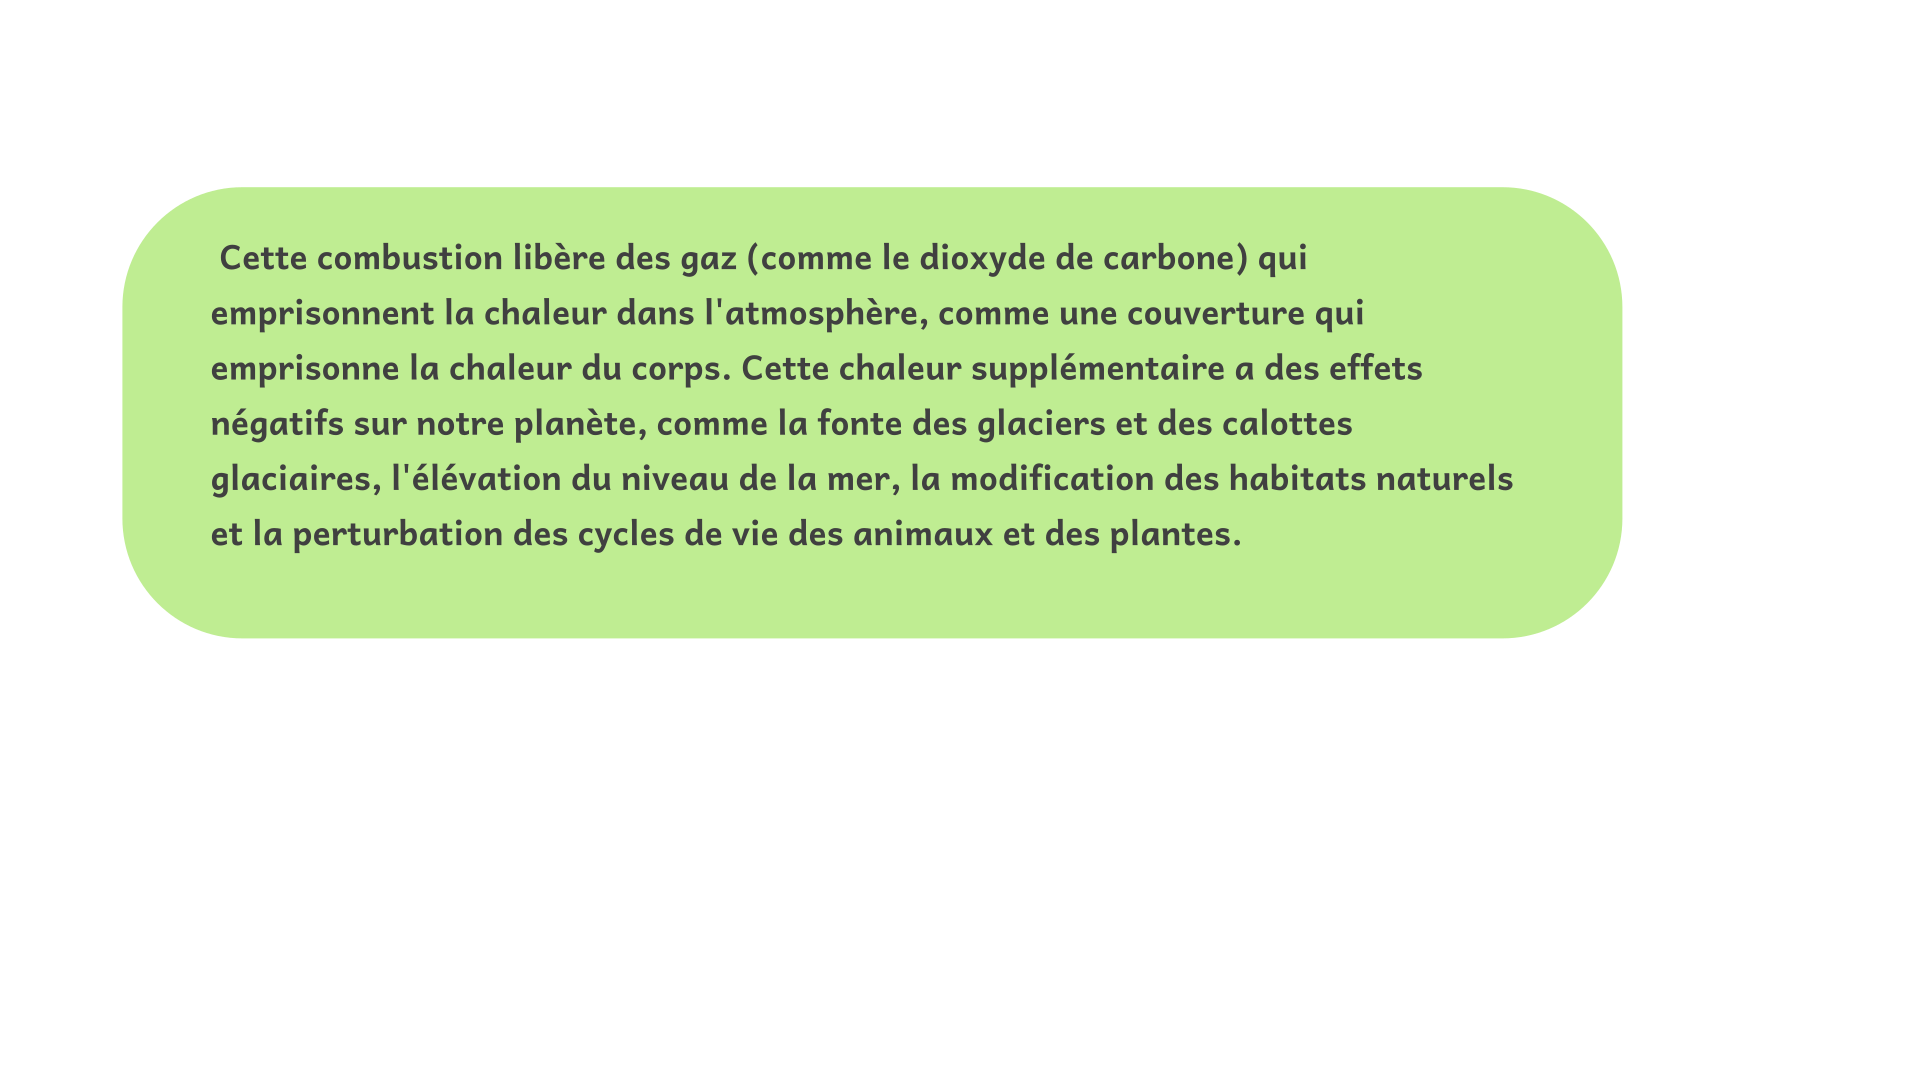 Cette combustion libère des gaz (comme le dioxyde de carbone) qui
emprisonnent la chaleur dans l'atmosphère, comme une couverture qui
emprisonne la chaleur du corps. Cette chaleur supplémentaire a des effets
négatifs sur notre planète, comme la fonte des glaciers et des calottes
glaciaires, l'élévation du niveau de la mer, la modification des habitats naturels
et la perturbation des cycles de vie des animaux et des plantes.